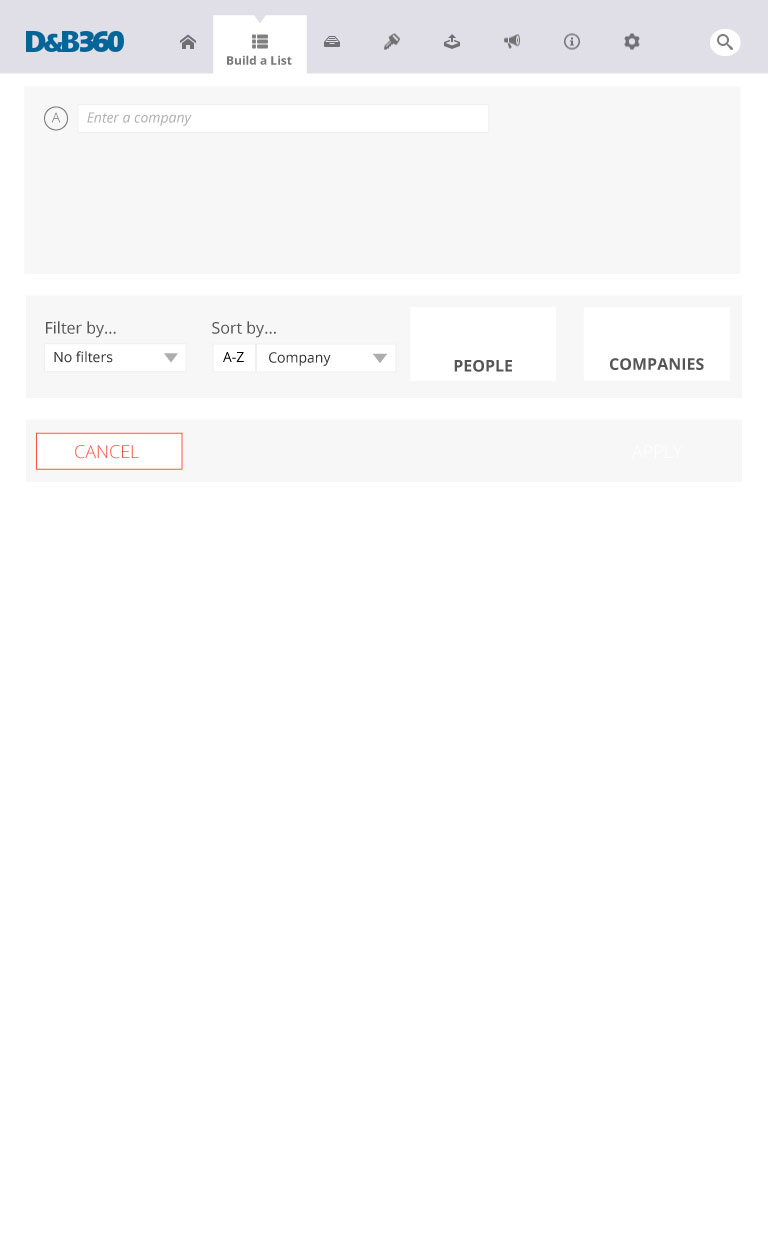 D&B360
Build a List
A
Enter a company
Filter by...
Sort by...
No filters
A-Z
Company
PEOPLE
COMPANIES
CANCEL
APPLY